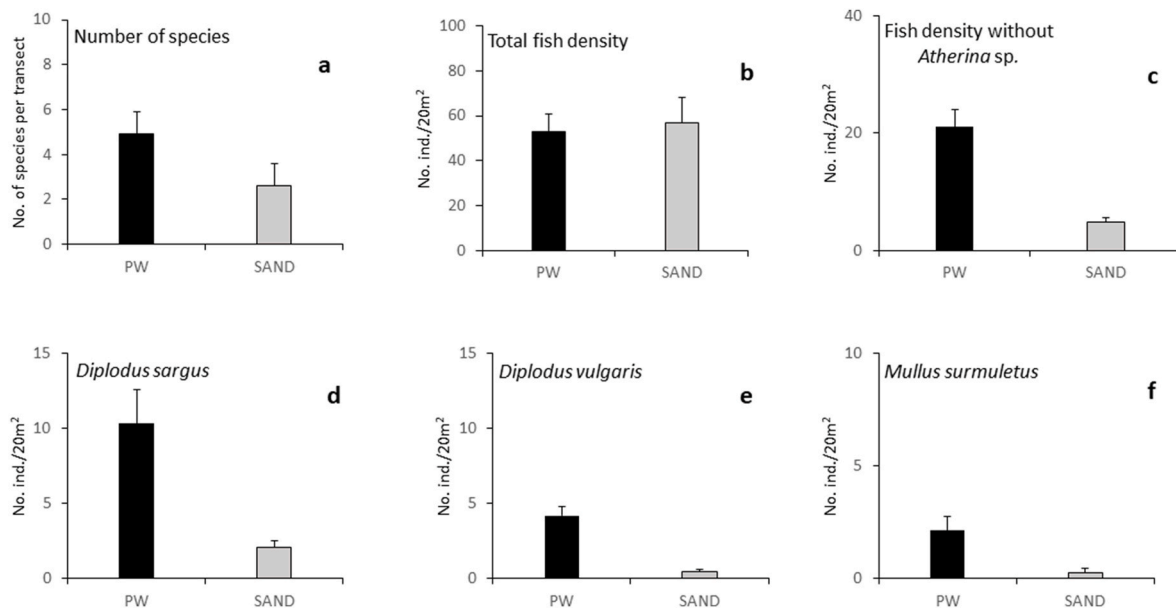 Number of species
a
No. of species per transect
10
8
6
4
2
0
PW SAND
Total fish density
b
No. ind./20m²
100
80
60
40
20
0
PW SAND
Fish density without
Atherina sp.
c
No. ind./20m²
40
20
0
PW SAND
Diplodus sargus
d
No. ind./20m²
15
10
5
0
PW SAND
Diplodus vulgaris
e
No. ind./20m²
15
10
5
0
PW SAND
Mullus surmuletus
f
No. ind./20m²
10
5
0
PW SAND